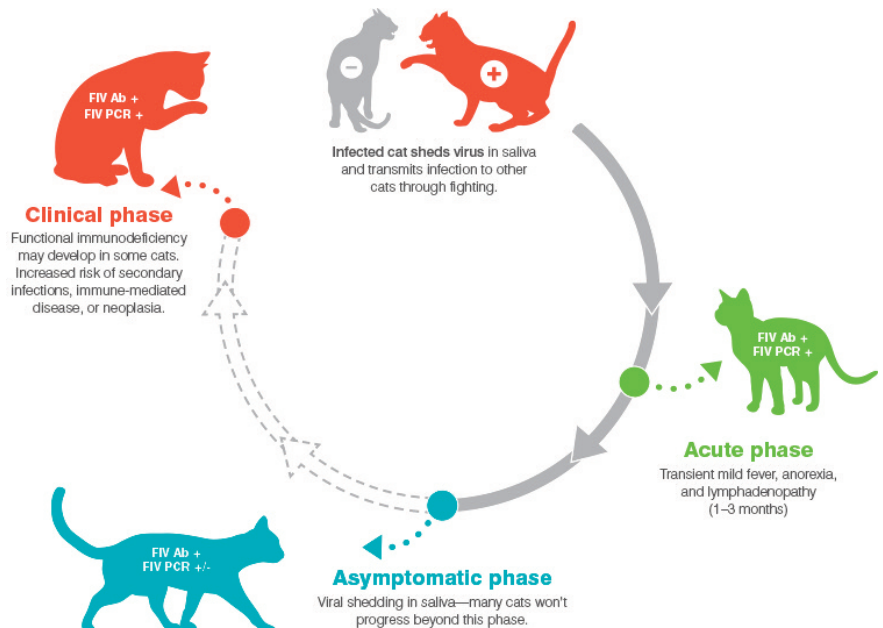 −
+
Infected cat sheds virus in saliva
and transmits infection to other
cats through fighting.
FIV Ab +
FIV PCR +
Acute phase
Transient mild fever, anorexia,
and lymphadenopathy
(1–3 months)
FIV Ab +
FIV PCR +/-
Asymptomatic phase
Viral shedding in saliva—many cats won't
progress beyond this phase.
FIV Ab +
FIV PCR +
Clinical phase
Functional immunodeficiency
may develop in some cats.
Increased risk of secondary
infections, immune-mediated
disease, or neoplasia.